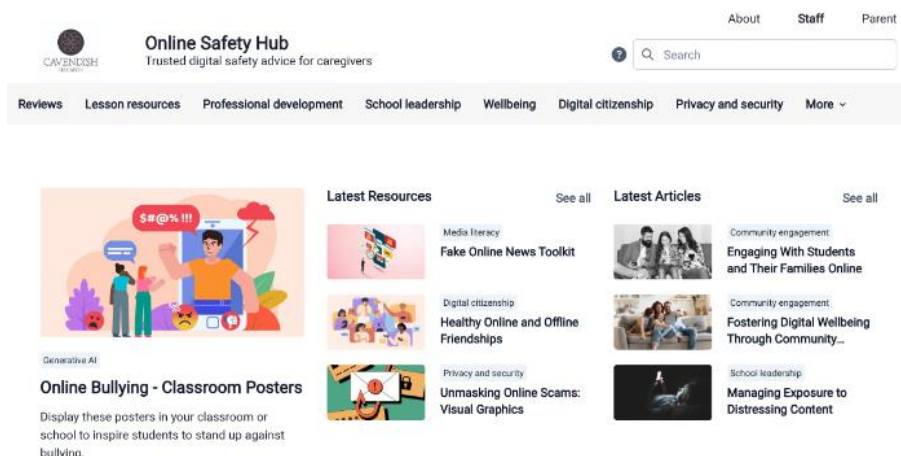 About Staff Parent
CAVENDISH
Online Safety Hub
Trusted digital safety advice for caregivers
? Search
Reviews Lesson resources Professional development School leadership Wellbeing Digital citizenship Privacy and security More
$#@% !!!
Generative AI
Online Bullying - Classroom Posters
Display these posters in your classroom or
school to inspire students to stand up against
bullying.
Latest Resources See all
Media literacy
Fake Online News Toolkit
Digital citizenship
Healthy Online and Offline
Friendships
Privacy and security
Unmasking Online Scams:
Visual Graphics
Latest Articles See all
Community engagement
Engaging With Students
and Their Families Online
Community engagement
Fostering Digital Wellbeing
Through Community...
School leadership
Managing Exposure to
Distressing Content